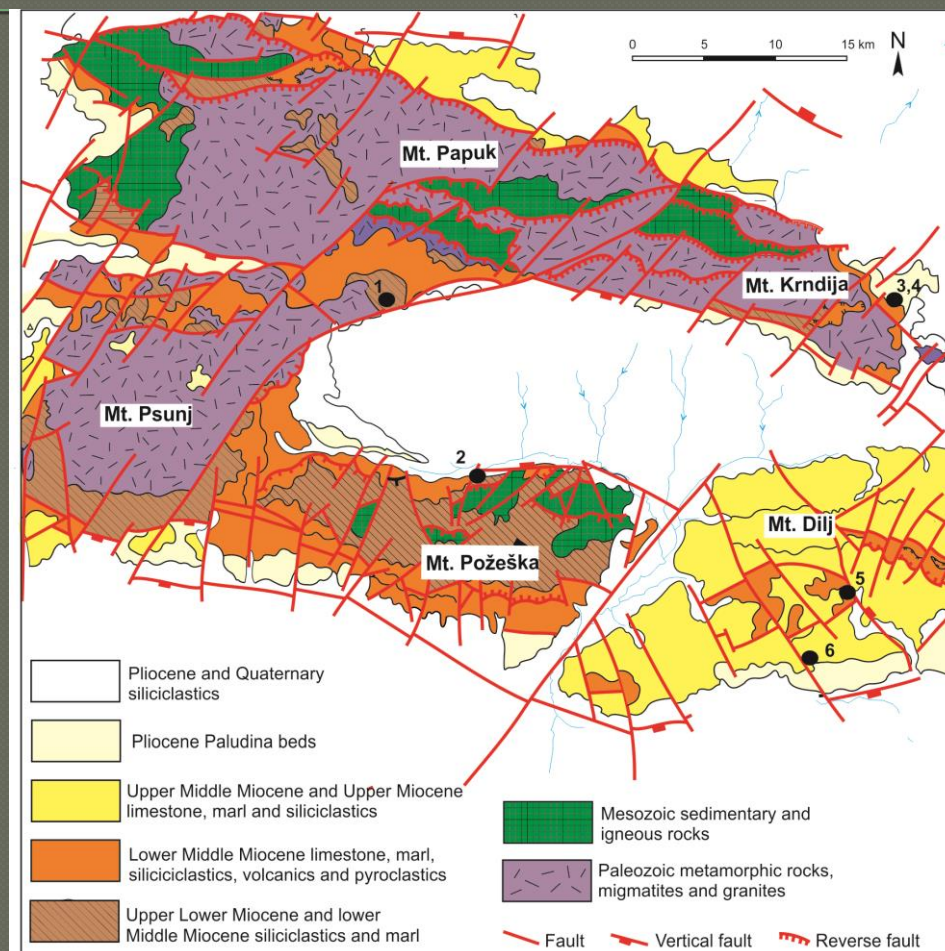 0 5 10 15 km
N
Mt. Papuk
Mt. Krndija
3,4
1
Mt. Psunj
2
Mt. Dilj
Mt. Požeška
5
6
Pliocene and Quaternary
siliciclastics
Pliocene Paludina beds
Upper Middle Miocene and Upper Miocene
limestone, marl and siliciclastics
Lower Middle Miocene limestone, marl,
siliciciclastics, volcanics and pyroclastics
Upper Lower Miocene and lower
Middle Miocene siliciclastics and marl
Mesozoic sedimentary and
igneous rocks
Paleozoic metamorphic rocks,
migmatites and granites
Fault Vertical fault Reverse fault